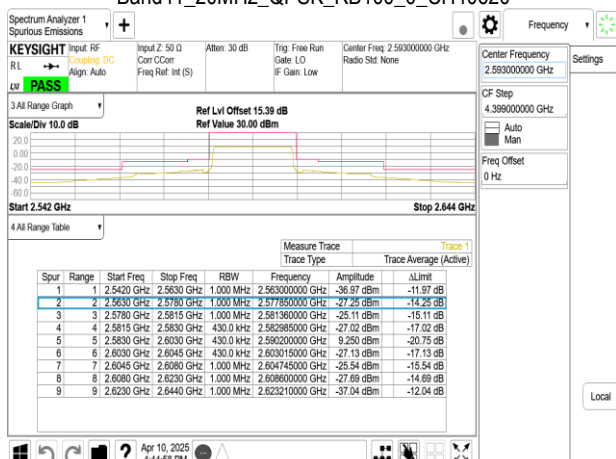 Spectrum Analyzer 1
Spurious Emissions
Frequency
KEYSIGHT Input: RF Input Z: 50 Ω Atten: 30 dB Trig: Free Run Center Freq: 2.593000000 GHz
RL Coupling: DC Corr CCorr Gate: LO Radio Std: None
Align: Auto Freq Ref: Int (S) IF Gain: Low
PASS
Center Frequency
2.593000000 GHz
Settings
CF Step
4.399000000 GHz
Auto
Man
Freq Offset
0 Hz
3 All Range Graph
Ref Lvl Offset 15.39 dB
Scale/Div 10.0 dB Ref Value 30.00 dBm
20.0
0.00
-20.0
-40.0
-60.0
Start 2.542 GHz Stop 2.644 GHz
4 All Range Table
Measure Trace Trace 1
Trace Type Trace Average (Active)
Spur Range Start Freq Stop Freq RBW Frequency Amplitude ΔLimit
1 1 2.5420 GHz 2.5630 GHz 1.000 MHz 2.563000000 GHz -36.97 dBm -11.97 dB
2 2 2.5630 GHz 2.5780 GHz 1.000 MHz 2.577850000 GHz -27.25 dBm -14.25 dB
3 3 2.5780 GHz 2.5815 GHz 1.000 MHz 2.581360000 GHz -25.11 dBm -15.11 dB
4 4 2.5815 GHz 2.5830 GHz 430.0 kHz 2.582985000 GHz -27.02 dBm -17.02 dB
5 5 2.5830 GHz 2.6030 GHz 430.0 kHz 2.590200000 GHz 9.250 dBm -20.75 dB
6 6 2.6030 GHz 2.6045 GHz 430.0 kHz 2.603015000 GHz -27.13 dBm -17.13 dB
7 7 2.6045 GHz 2.6080 GHz 1.000 MHz 2.604745000 GHz -25.54 dBm -15.54 dB
8 8 2.6080 GHz 2.6230 GHz 1.000 MHz 2.608600000 GHz -27.69 dBm -14.69 dB
9 9 2.6230 GHz 2.6440 GHz 1.000 MHz 2.623210000 GHz -37.04 dBm -12.04 dB
Local
Apr 10, 2025